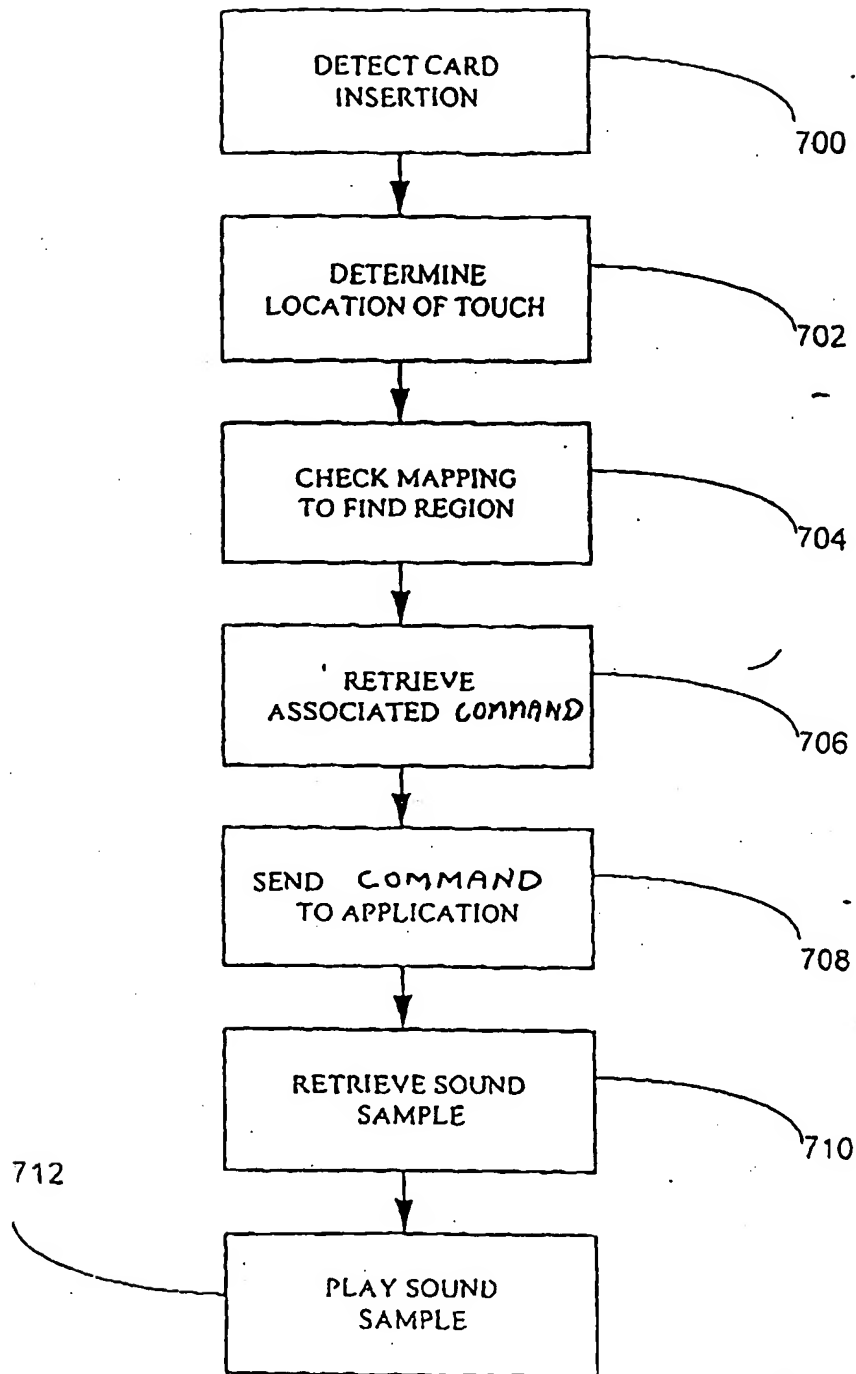 DETECT CARD
INSERTION
700
DETERMINE
LOCATION OF TOUCH
702
CHECK MAPPING
TO FIND REGION
704
RETRIEVE
ASSOCIATED COMMAND
706
SEND COMMAND
TO APPLICATION
708
RETRIEVE SOUND
SAMPLE
710
712
PLAY SOUND
SAMPLE